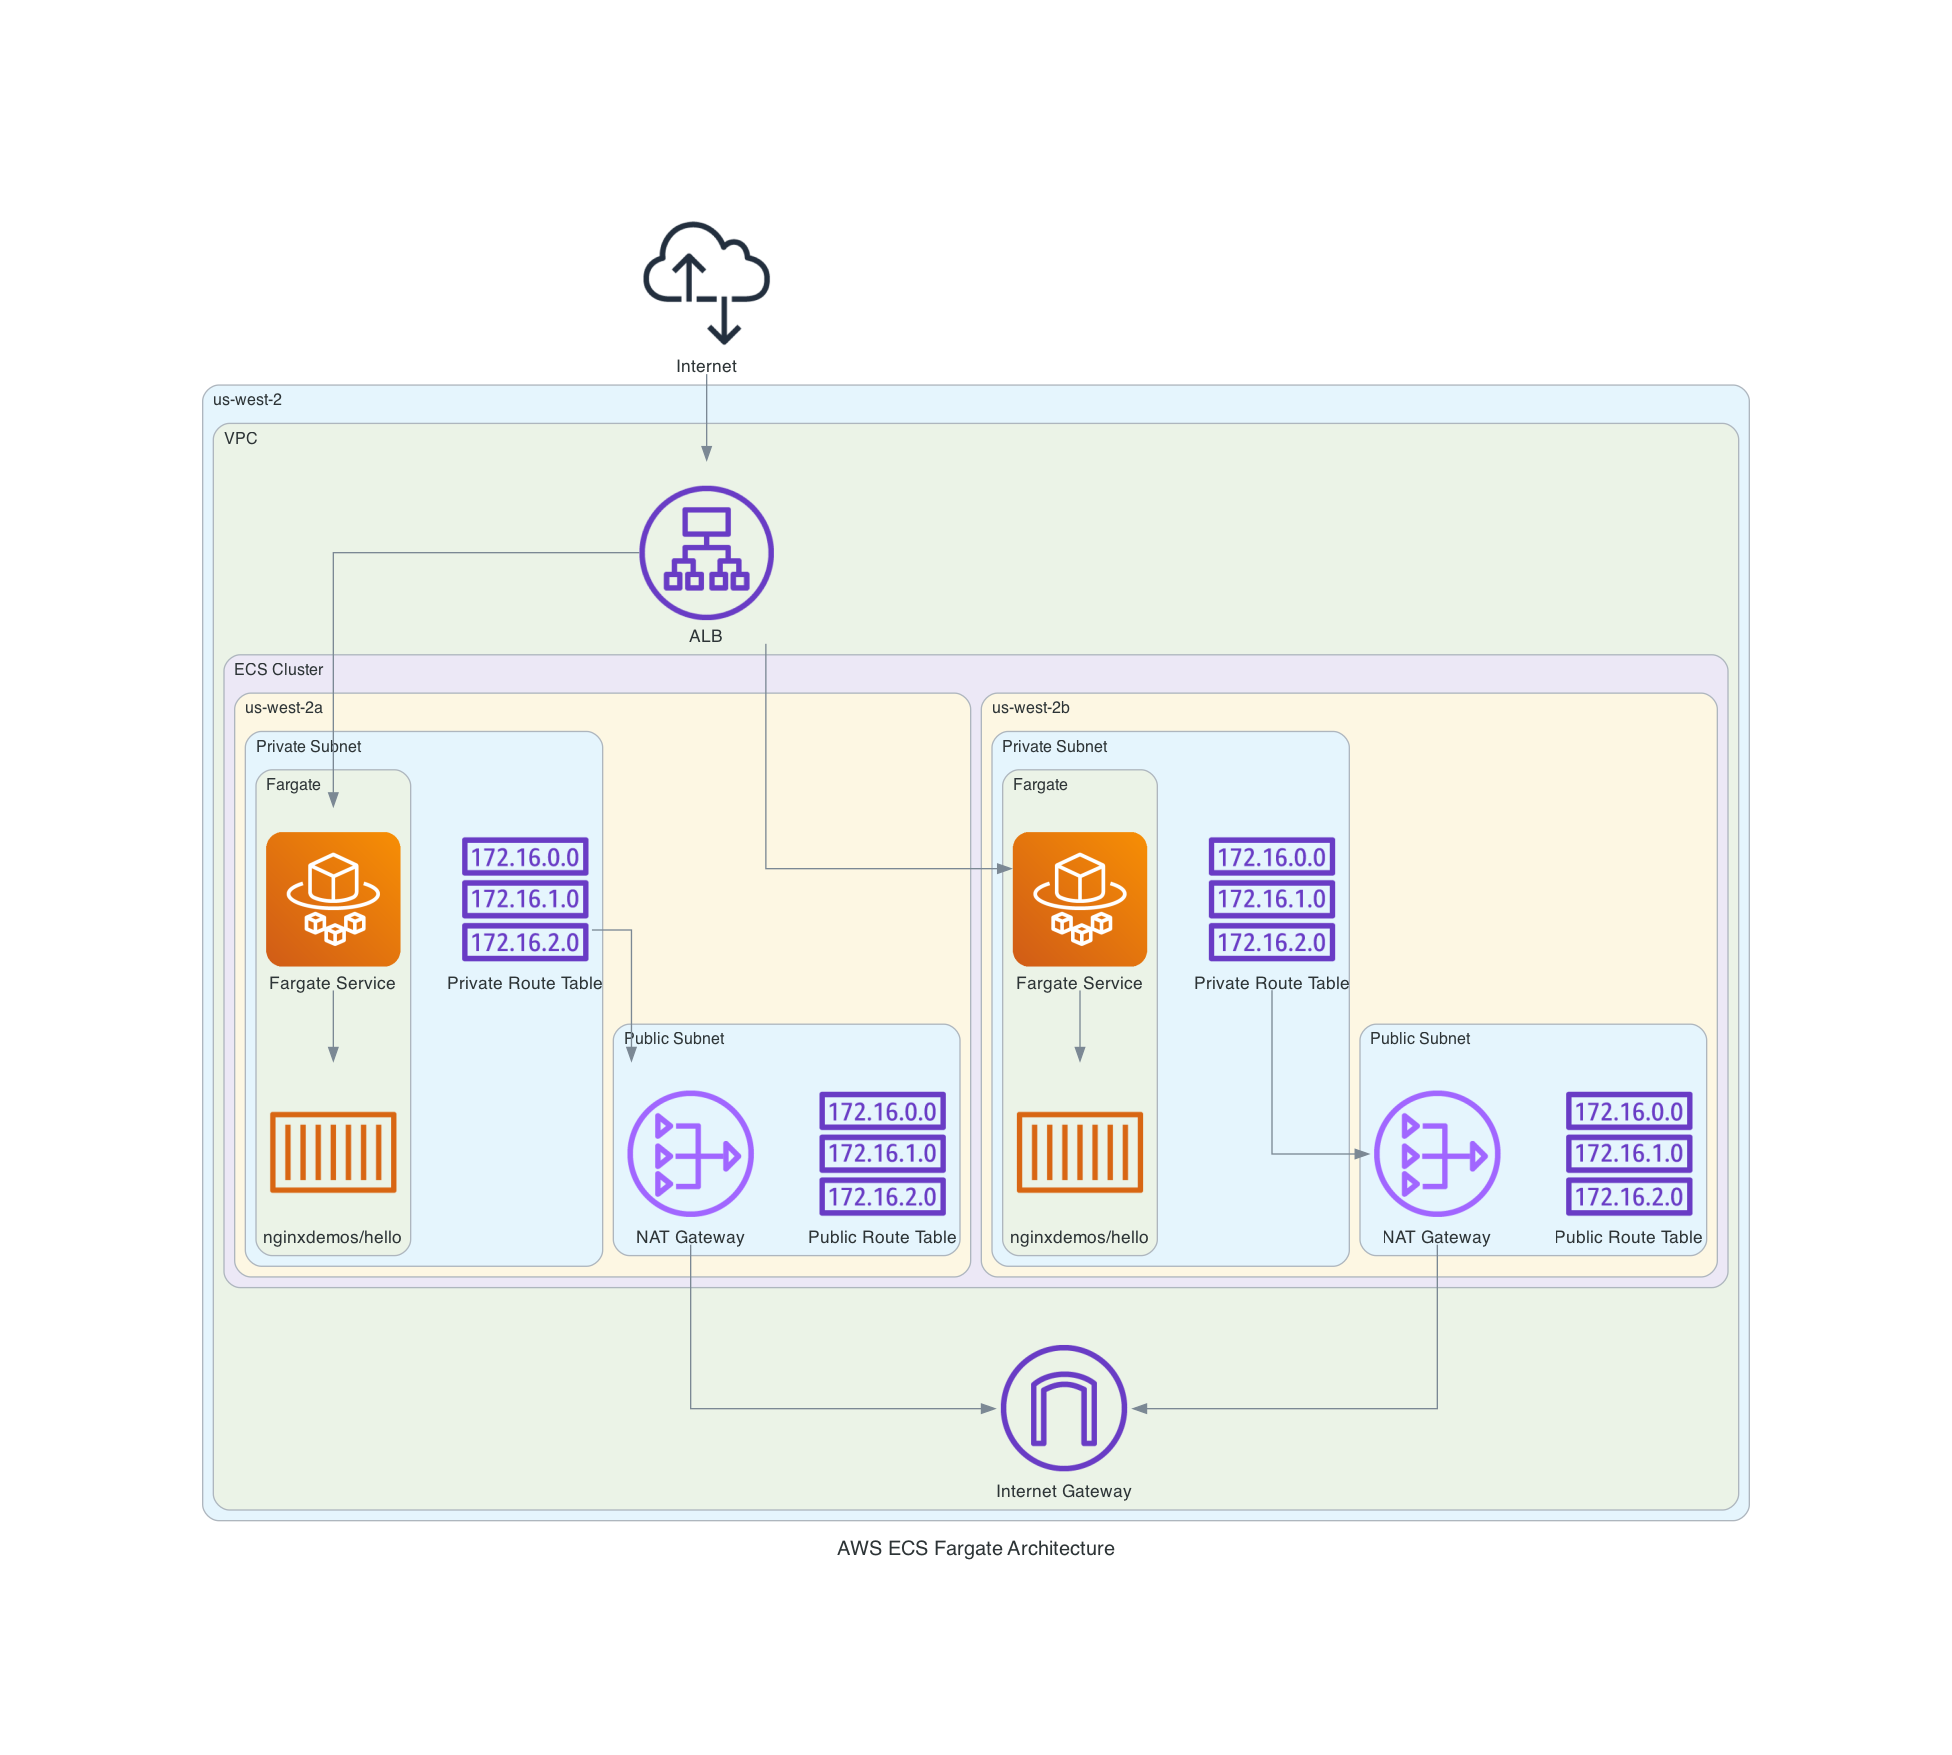 Internet
us-west-2
VPC
ALB
ECS Cluster
us-west-2a
Private Subnet
Fargate
Fargate Service
172.16.0.0
172.16.1.0
172.16.2.0
Private Route Table
nginxdemos/hello
Public Subnet
NAT Gateway
172.16.0.0
172.16.1.0
172.16.2.0
Public Route Table
us-west-2b
Private Subnet
Fargate
Fargate Service
172.16.0.0
172.16.1.0
172.16.2.0
Private Route Table
nginxdemos/hello
Public Subnet
NAT Gateway
172.16.0.0
172.16.1.0
172.16.2.0
Public Route Table
Internet Gateway
AWS ECS Fargate Architecture